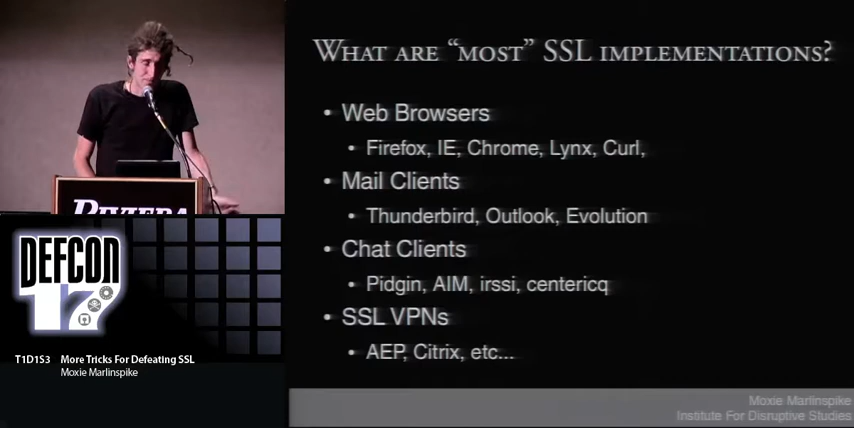 WHAT ARE “MOST” SSL IMPLEMENTATIONS?
• Web Browsers
• Firefox, IE, Chrome, Lynx, Curl,
• Mail Clients
• Thunderbird, Outlook, Evolution
• Chat Clients
• Pidgin, AIM, irssi, centericq
• SSL VPNs
• AEP, Citrix, etc...
Moxie Marlinspike
Institute For Disruptive Studies
RIVIERA
DEFCON
17
T1D1S3 More Tricks For Defeating SSL
Moxie Marlinspike